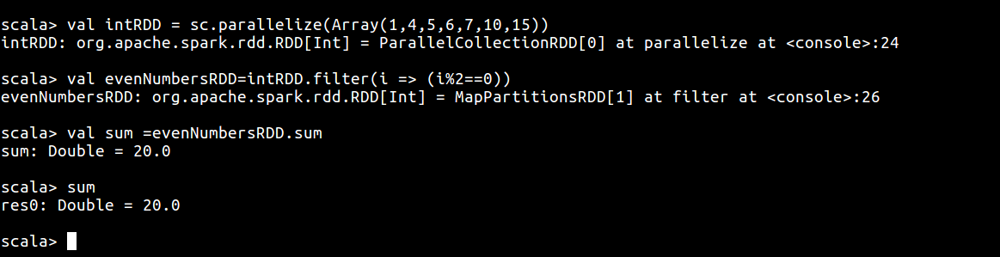 scala> val intRDD = sc.parallelize(Array(1,4,5,6,7,10,15))
intRDD: org.apache.spark.rdd.RDD[Int] = ParallelCollectionRDD[0] at parallelize at <console>:24
scala> val evenNumbersRDD=intRDD.filter(i => (i%2==0))
evenNumbersRDD: org.apache.spark.rdd.RDD[Int] = MapPartitionsRDD[1] at filter at <console>:26
scala> val sum =evenNumbersRDD.sum
sum: Double = 20.0
scala> sum
res0: Double = 20.0
scala>